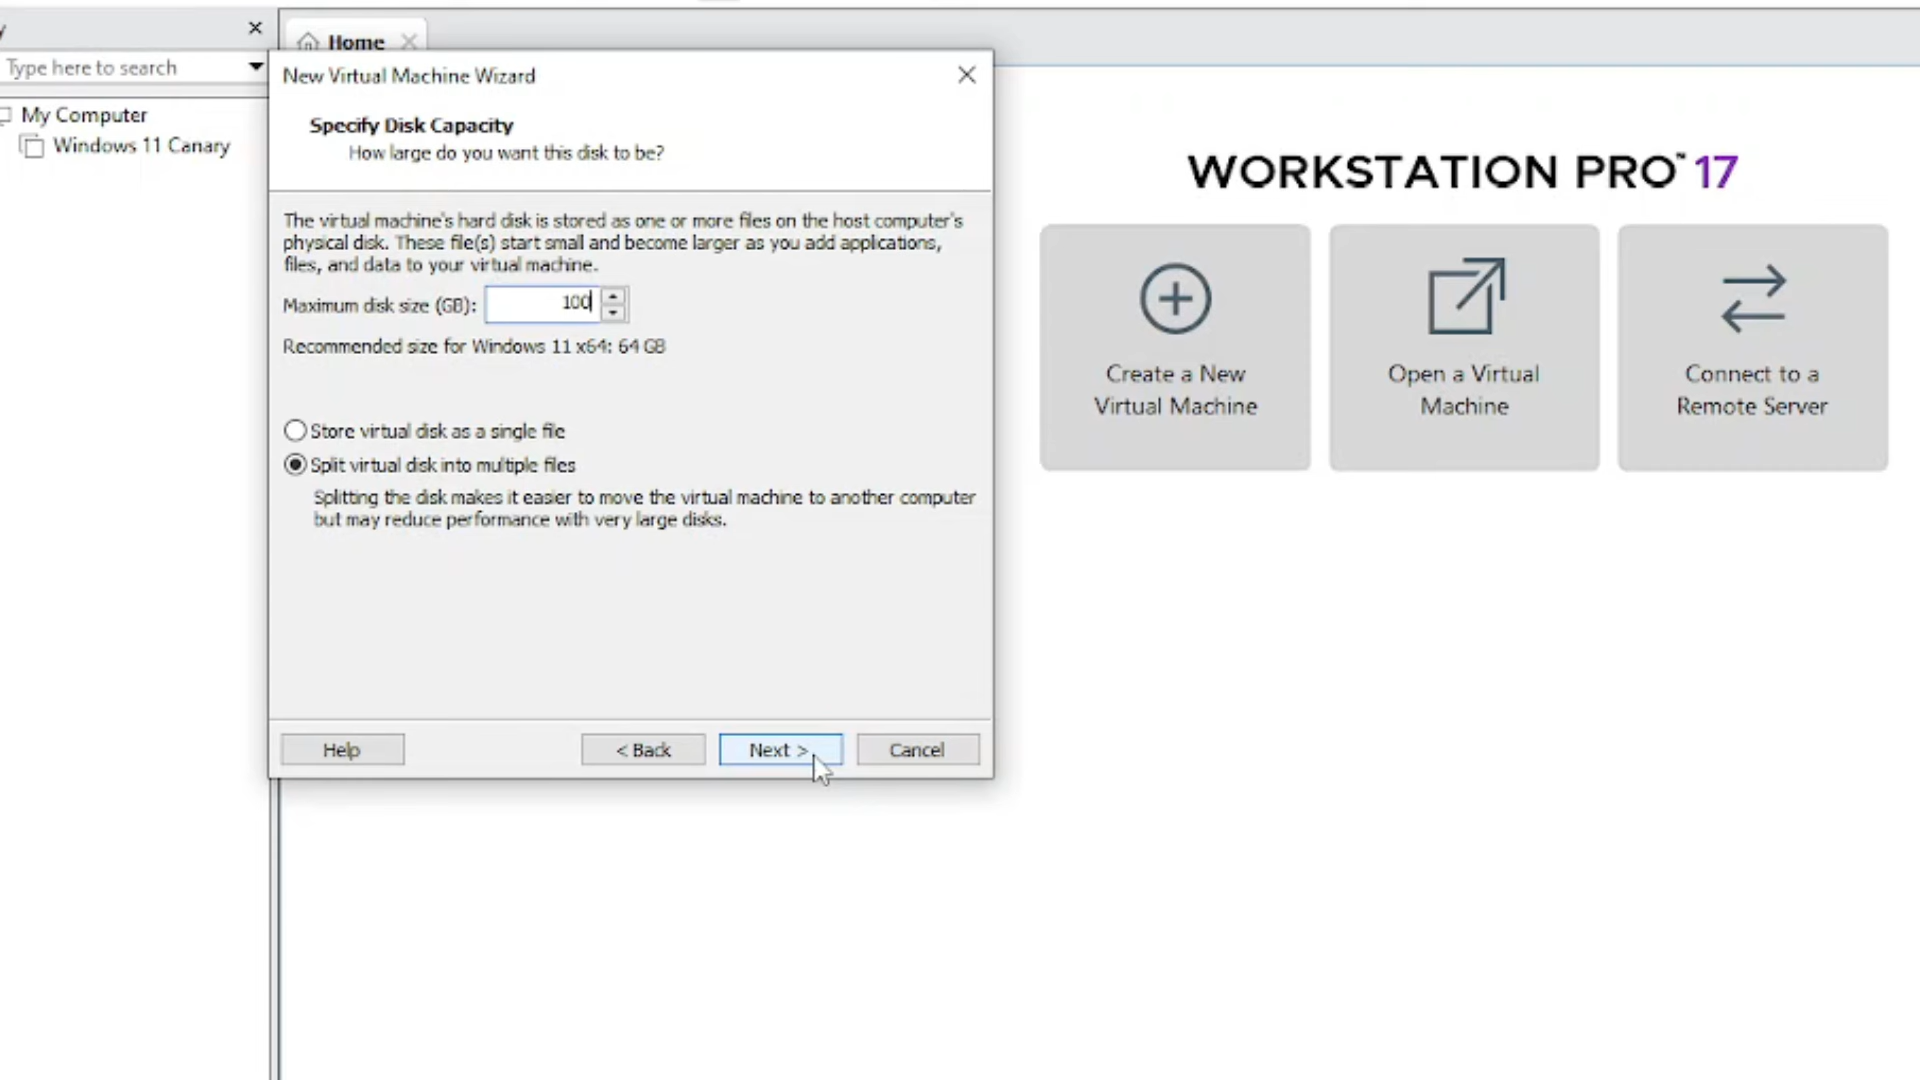 y
Type here to search
My Computer
Windows 11 Canary
Home
New Virtual Machine Wizard
Specify Disk Capacity
How large do you want this disk to be?
The virtual machine's hard disk is stored as one or more files on the host computer's
physical disk. These file(s) start small and become larger as you add applications,
files, and data to your virtual machine.
Maximum disk size (GB): 100
Recommended size for Windows 11 x64: 64 GB
Store virtual disk as a single file
Split virtual disk into multiple files
Splitting the disk makes it easier to move the virtual machine to another computer
but may reduce performance with very large disks.
Help
< Back
Next >
Cancel
WORKSTATION PRO™ 17
Create a New
Virtual Machine
Open a Virtual
Machine
Connect to a
Remote Server